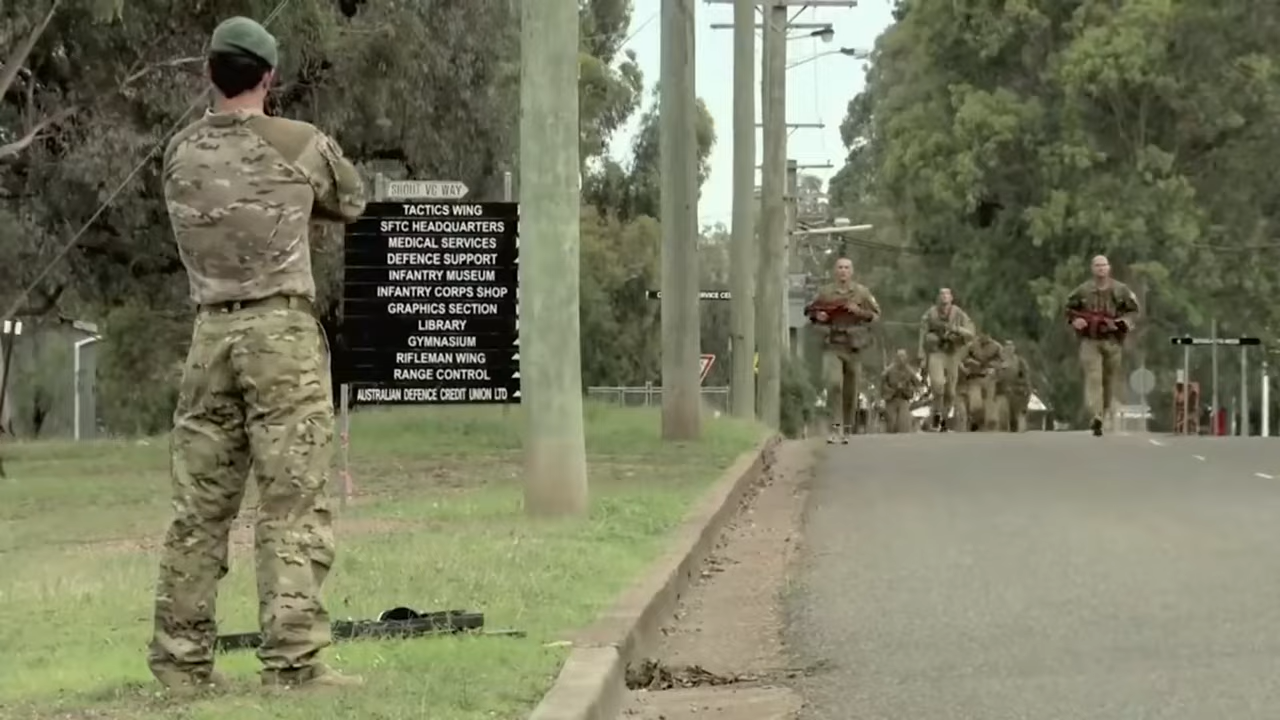 SHOUT VC WAY
TACTICS WING
SFTC HEADQUARTERS
MEDICAL SERVICES
DEFENCE SUPPORT
INFANTRY MUSEUM
INFANTRY CORPS SHOP
GRAPHICS SECTION
LIBRARY
GYMNASIUM
RIFLEMAN WING
RANGE CONTROL
AUSTRALIAN DEFENCE CREDIT UNION LTD